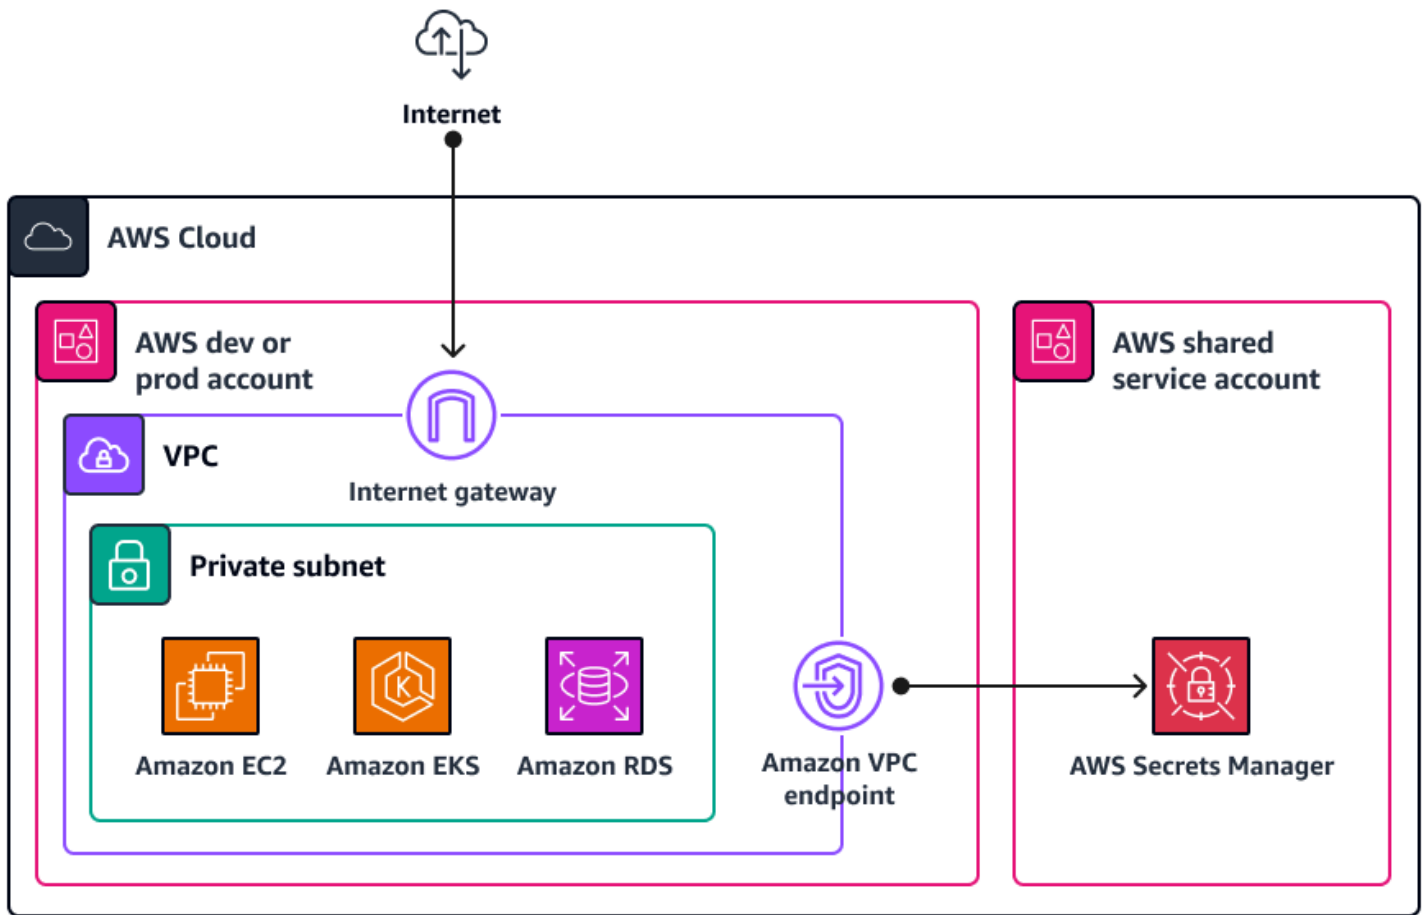 Internet
AWS Cloud
AWS dev or
prod account
AWS shared
service account
VPC
Internet gateway
Private subnet
K
Amazon EC2
Amazon EKS
Amazon RDS
Amazon VPC
endpoint
AWS Secrets Manager